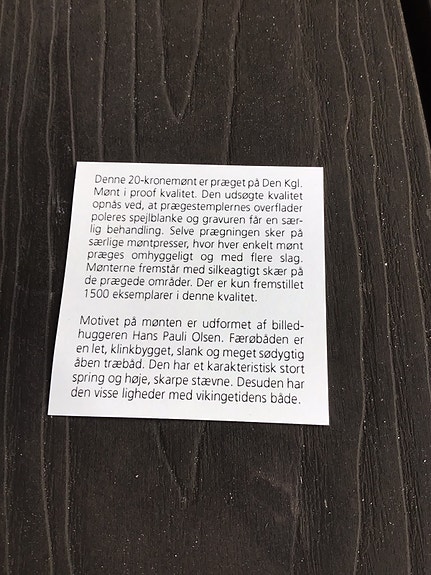 Denne 20-kronemønt er præget på Den Kgl.
Mønt i proof kvalitet. Den udsøgte kvalitet
opnås ved, at prægestemplernes overflader
poleres spejlblanke og gravuren får en sær-
lig behandling. Selve prægningen sker på
særlige møntpresser, hvor hver enkelt mønt
præges omhyggeligt og med flere slag.
Mønterne fremstår med silkeagtigt skær på
de prægede områder. Der er kun fremstillet
1500 eksemplarer i denne kvalitet.
Motivet på mønten er udformet af billed-
huggeren Hans Pauli Olsen. Færøbåden er
en let, klinkbygget, slank og meget sødygtig
åben træbåd. Den har et karakteristisk stort
spring og høje, skarpe stævne. Desuden har
den visse ligheder med vikingetidens både.